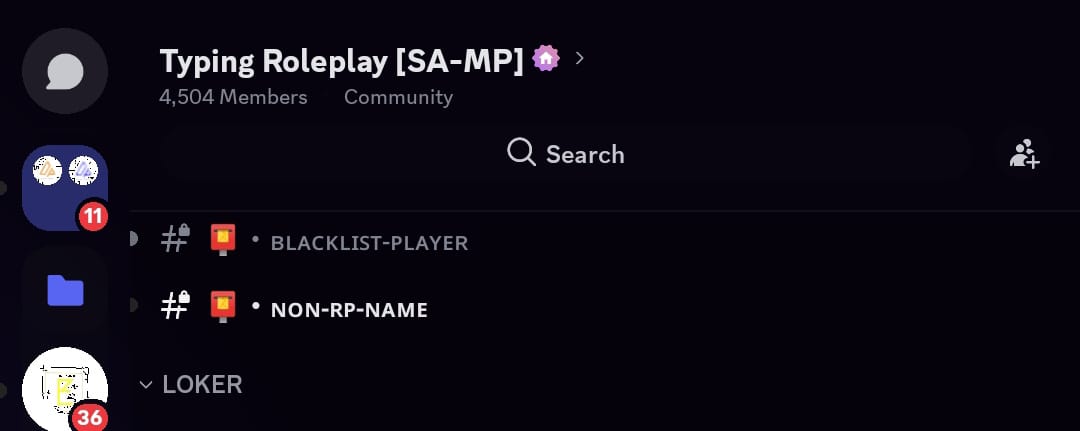 Typing Roleplay [SA-MP]
4,504 Members Community
Search
11
• BLACKLIST-PLAYER
• NON-RP-NAME
LOKER
36